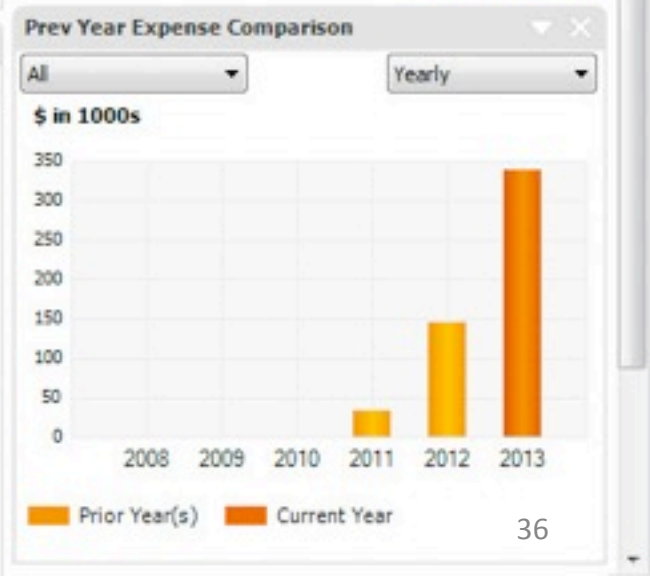 Prev Year Expense Comparison
All Yearly
$ in 1000s
350
300
250
200
150
100
50
0
2008 2009 2010 2011 2012 2013
Prior Year(s) Current Year
36